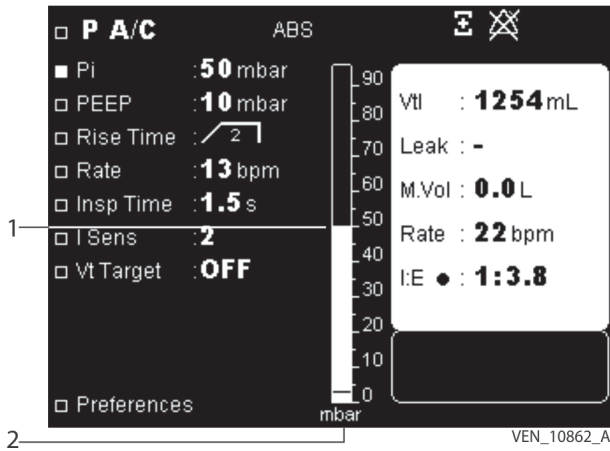 P A/C ABS
Pi :50 mbar
PEEP :10 mbar
Rise Time : 2
Rate :13 bpm
Insp Time :1.5 s
I Sens :2
Vt Target :OFF
Preferences
90
80
70
60
50
40
30
20
10
0
mbar
VtI : 1254 mL
Leak : -
M.Vol : 0.0 L
Rate : 22 bpm
I:E ● : 1:3.8
1
2
VEN_10862_A